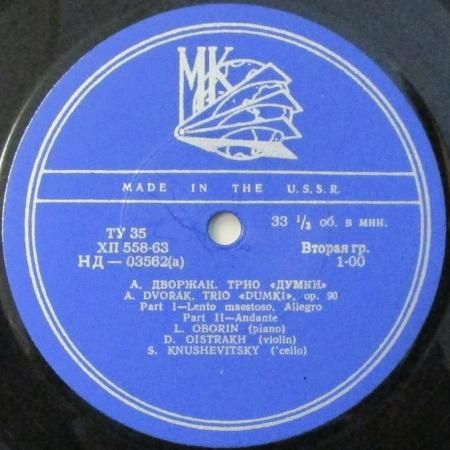 МК
MADE IN THE U.S.S.R.
ТУ 35
ХП 558-63
НД — 03562(а)
33 ⅓ об. в мин.
Вторая гр.
1-00
А. ДВОРЖАК. ТРИО «ДУМКИ»
A. DVOŘÁK. TRIO «DUMKI», op. 90
Part I—Lento maestoso, Allegro
Part II—Andante
L. OBORIN (piano)
D. OISTRAKH (violin)
S. KNUSHEVITSKY ('cello)